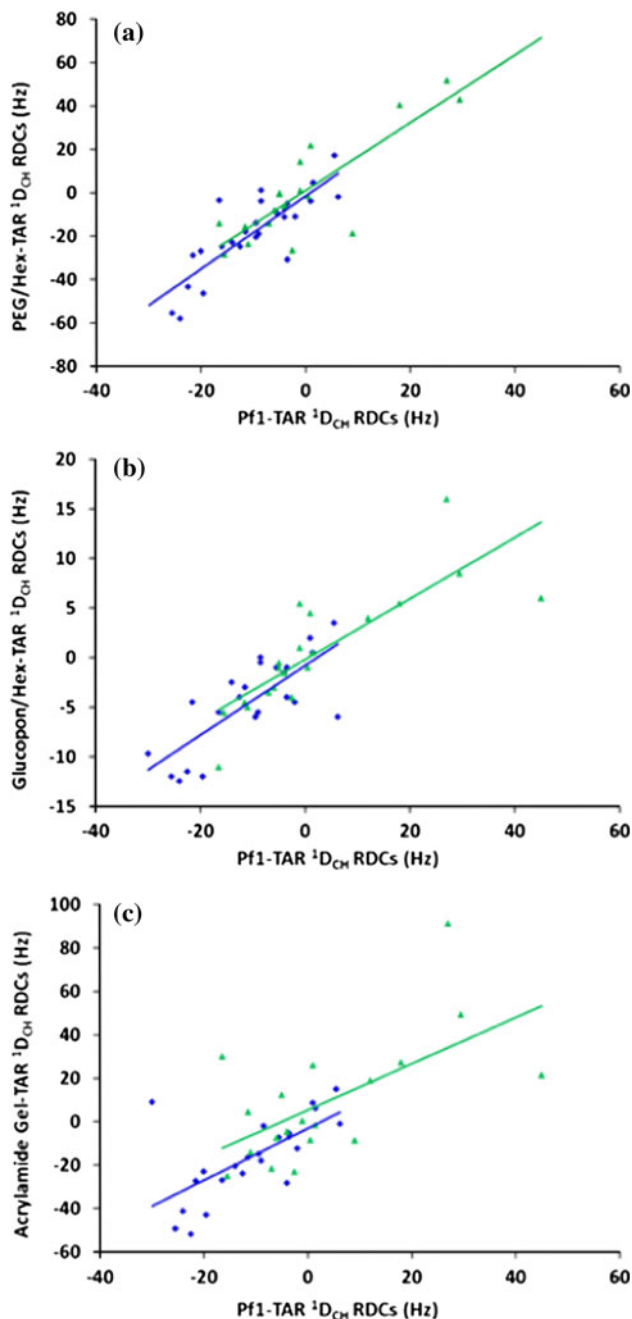 (a)
PEG/Hex-TAR ¹D_CH RDCs (Hz)
80
60
40
20
0
-20
-40
-60
80
-40 -20 0 20 40 60
Pf1-TAR ¹D_CH RDCs (Hz)
(b)
Glucopon/Hex-TAR ¹D_CH RDCs (Hz)
20
15
10
5
0
-5
-10
-15
-40 -20 0 20 40 60
Pf1-TAR ¹D_CH RDCs (Hz)
(c)
Acrylamide Gel-TAR ¹D_CH RDCs (Hz)
100
80
60
40
20
0
-20
-40
-60
-40 -20 0 20 40 60
Pf1-TAR ¹D_CH RDCs (Hz)